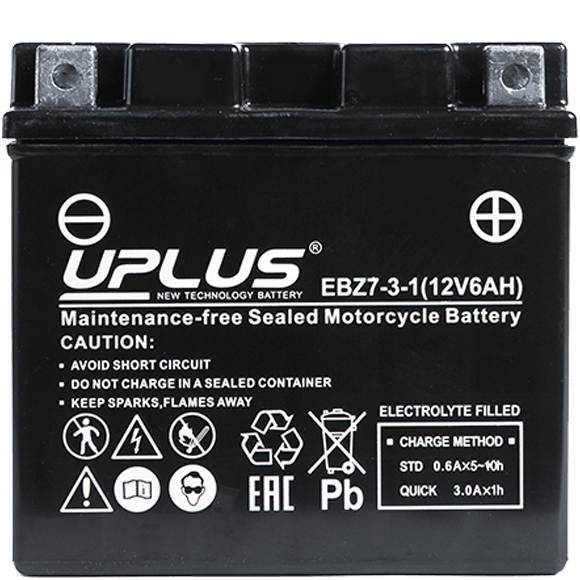 UPLUS®
NEW TECHNOLOGY BATTERY
EBZ7-3-1(12V6AH)
Maintenance-free Sealed Motorcycle Battery
CAUTION:
• AVOID SHORT CIRCUIT
• DO NOT CHARGE IN A SEALED CONTAINER
• KEEP SPARKS,FLAMES AWAY
ELECTROLYTE FILLED
CHARGE METHOD
STD 0.6A×5~10h
QUICK 3.0A×1h
EAC
Pb